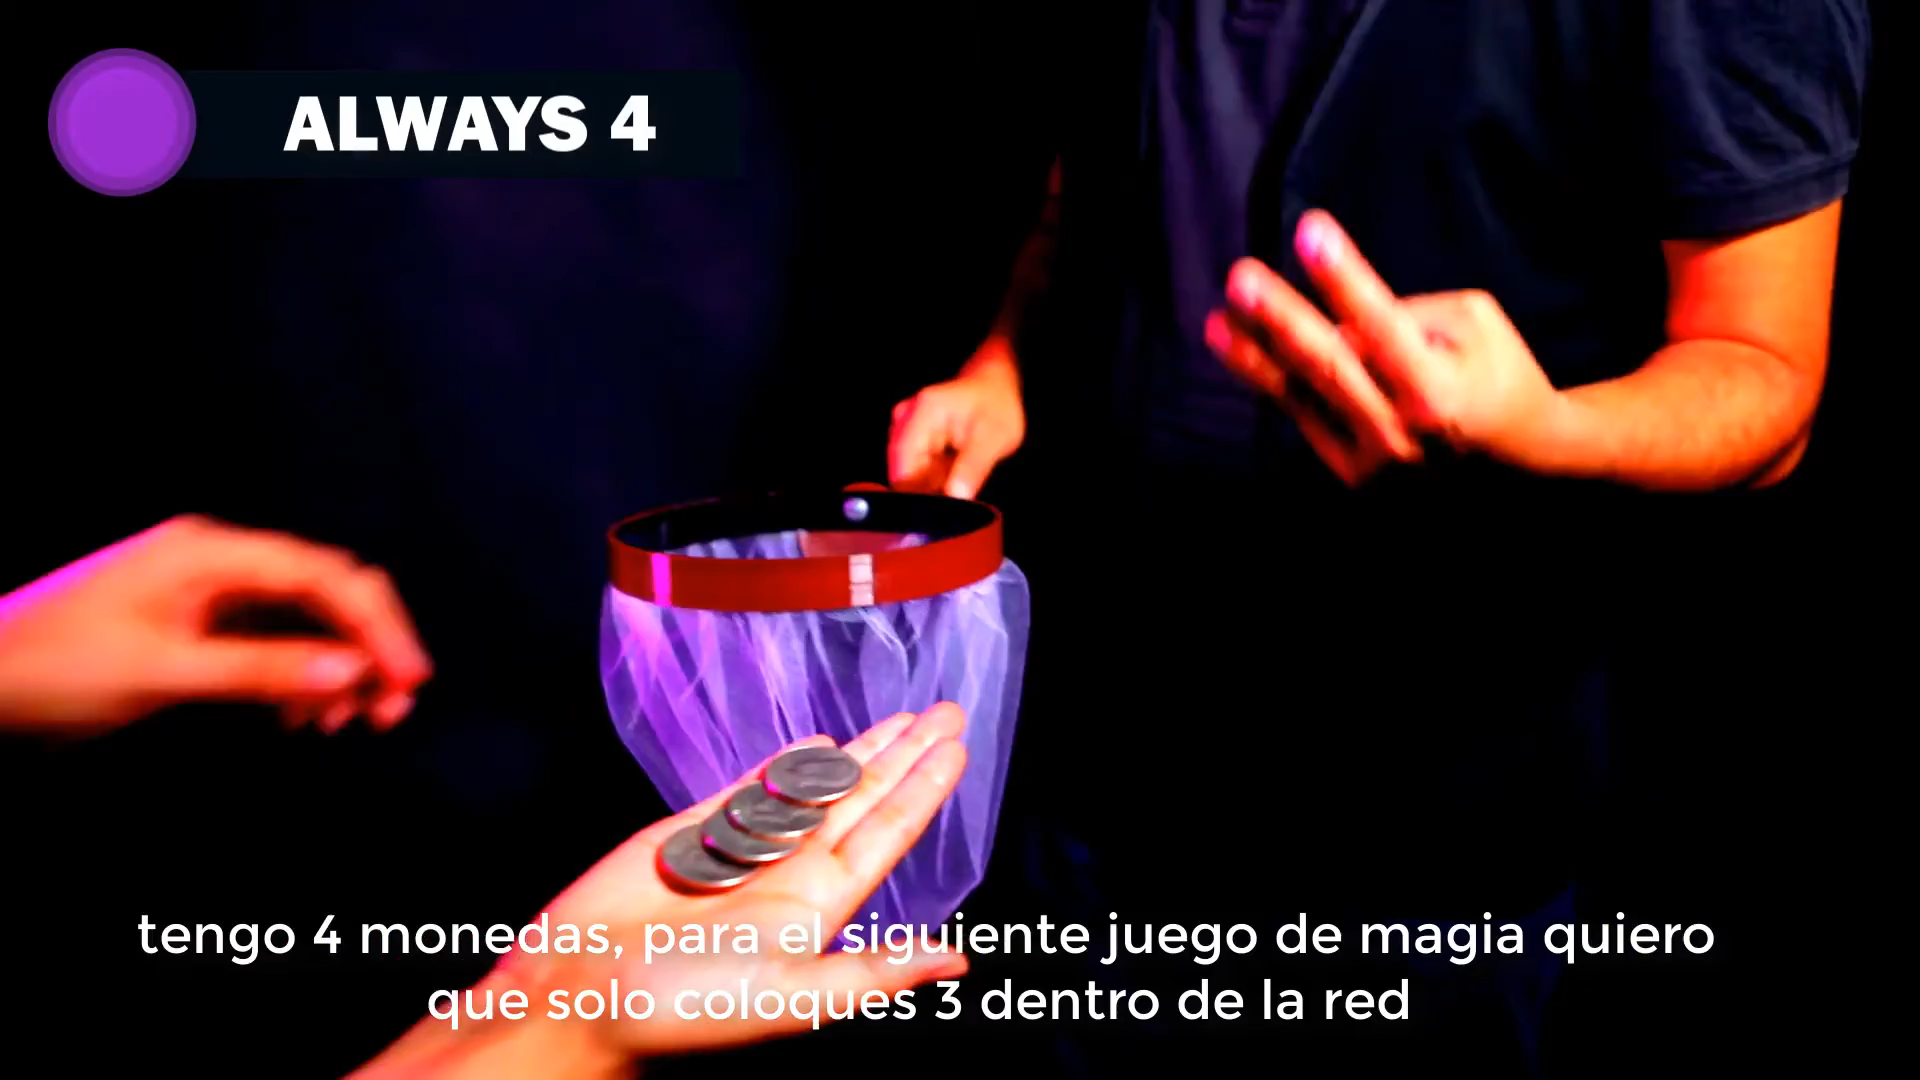 ALWAYS 4
tengo 4 monedas, para el siguiente juego de magia quiero
que solo coloques 3 dentro de la red